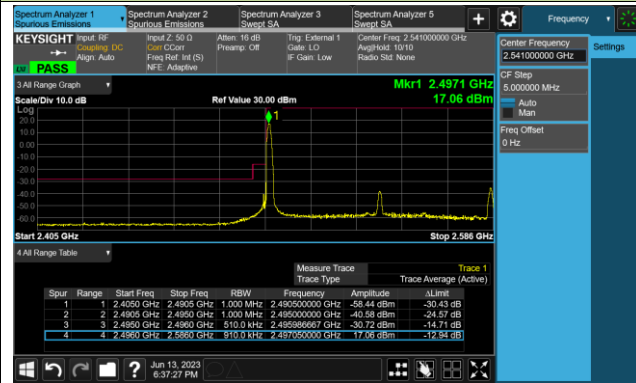 Spectrum Analyzer 1
Spurious Emissions
Spectrum Analyzer 2
Spurious Emissions
Spectrum Analyzer 3
Swept SA
Spectrum Analyzer 5
Swept SA
+
Frequency
KEYSIGHT
Input: RF
Coupling: DC
Align: Auto
Input Z: 50 Ω
Corr CCorr
Freq Ref: Int (S)
NFE: Adaptive
Atten: 16 dB
Preamp: Off
Trig: External 1
Gate: LO
IF Gain: Low
Center Freq: 2.541000000 GHz
Avg|Hold: 10/10
Radio Std: None
LXI
PASS
Center Frequency
2.541000000 GHz
Settings
CF Step
5.000000 MHz
Auto
Man
Freq Offset
0 Hz
3 All Range Graph
Mkr1 2.4971 GHz
17.06 dBm
Scale/Div 10.0 dB
Ref Value 30.00 dBm
Log
20.0
10.0
0.00
-10.0
-20.0
-30.0
-40.0
-50.0
-60.0
1
Start 2.405 GHz
Stop 2.586 GHz
4 All Range Table
Measure Trace Trace 1
Trace Type Trace Average (Active)
Spur Range Start Freq Stop Freq RBW Frequency Amplitude ΔLimit
1 1 2.4050 GHz 2.4905 GHz 1.000 MHz 2.490500000 GHz -58.44 dBm -30.43 dB
2 2 2.4905 GHz 2.4950 GHz 1.000 MHz 2.495000000 GHz -40.58 dBm -24.57 dB
3 3 2.4950 GHz 2.4960 GHz 510.0 kHz 2.495986667 GHz -30.72 dBm -14.71 dB
4 4 2.4960 GHz 2.5860 GHz 910.0 kHz 2.497050000 GHz 17.06 dBm -12.94 dB
?
Jun 13, 2023
6:37:27 PM